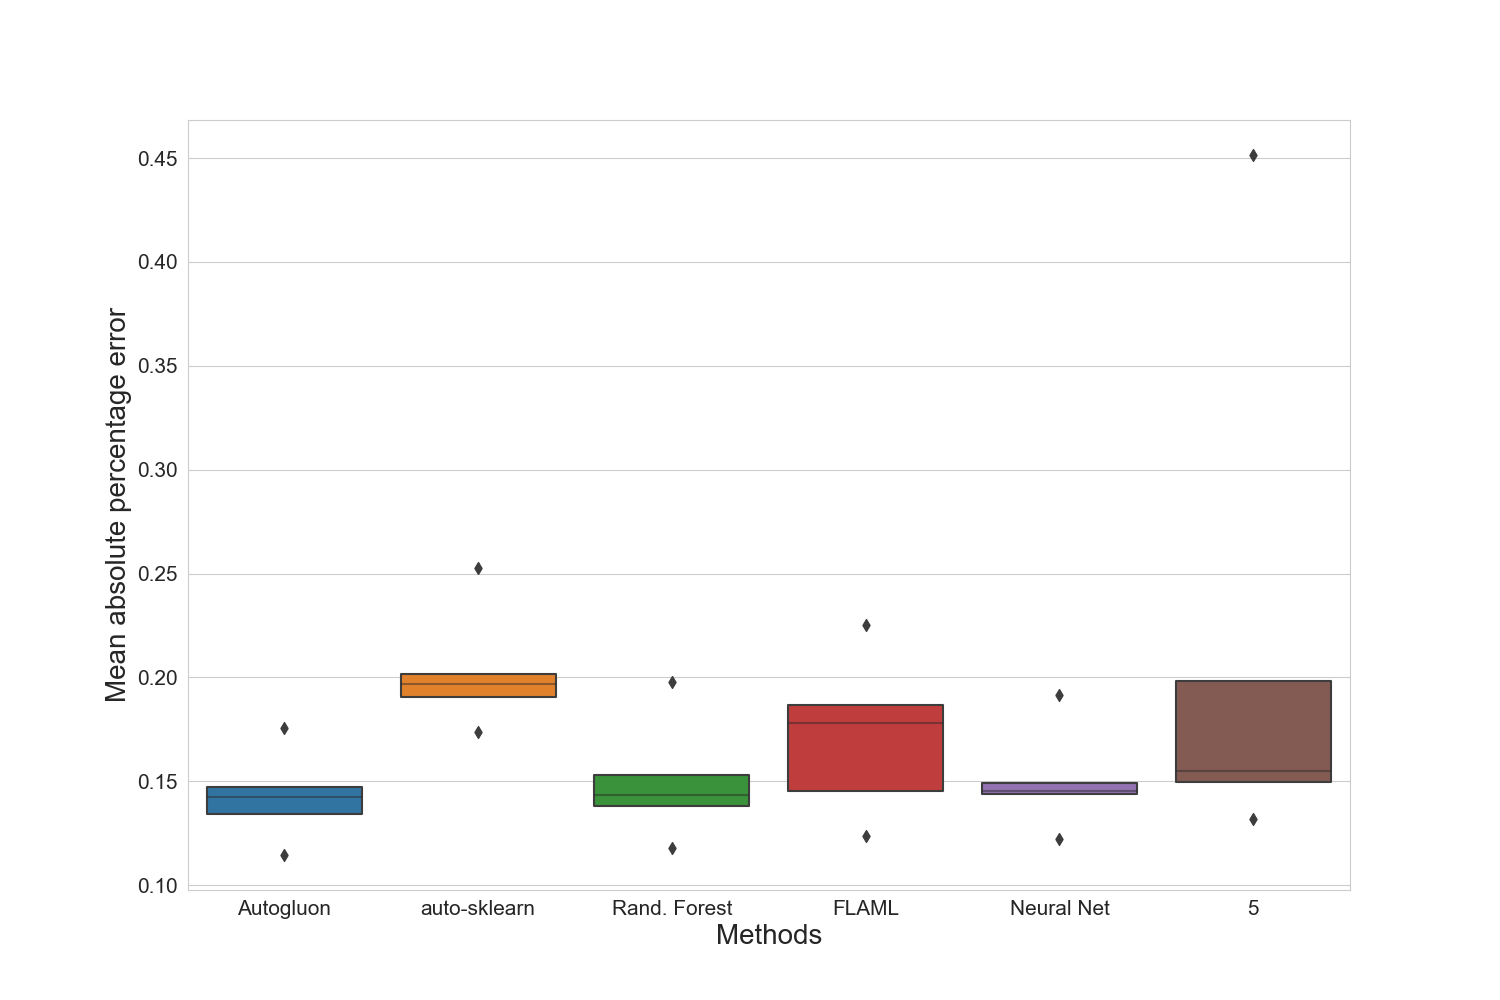 0.45
0.40
0.35
0.30
0.25
0.20
0.15
0.10
Mean absolute percentage error
Autogluon auto-sklearn Rand. Forest FLAML Neural Net 5
Methods